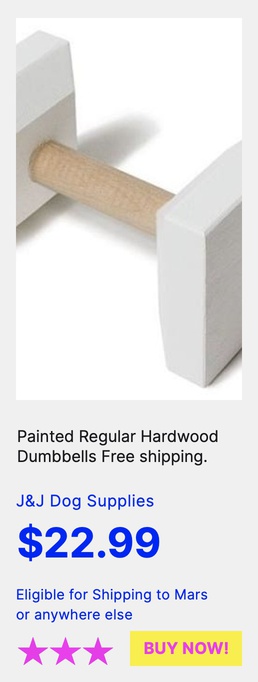 Painted Regular Hardwood
Dumbbells Free shipping.
J&J Dog Supplies
$22.99
Eligible for Shipping to Mars
or anywhere else
BUY NOW!